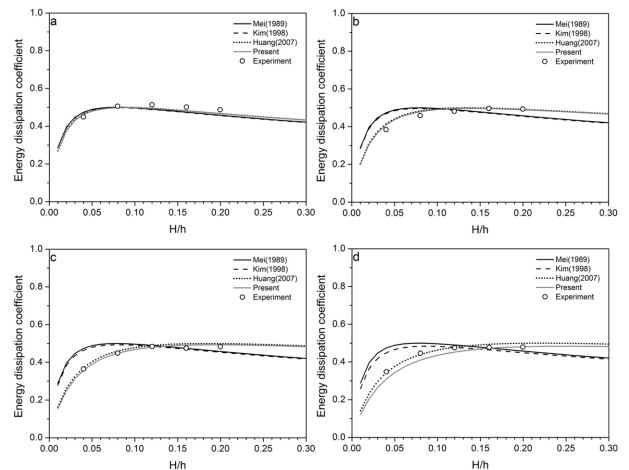 a
1.0
0.8
0.6
0.4
0.2
0.0
Energy dissipation coefficient
0.00 0.05 0.10 0.15 0.20 0.25 0.30
H/h
Mei(1989)
Kim(1998)
Huang(2007)
Present
Experiment
b
1.0
0.8
0.6
0.4
0.2
0.0
Energy dissipation coefficient
0.00 0.05 0.10 0.15 0.20 0.25 0.30
H/h
Mei(1989)
Kim(1998)
Huang(2007)
Present
Experiment
c
1.0
0.8
0.6
0.4
0.2
0.0
Energy dissipation coefficient
0.00 0.05 0.10 0.15 0.20 0.25 0.30
H/h
Mei(1989)
Kim(1998)
Huang(2007)
Present
Experiment
d
1.0
0.8
0.6
0.4
0.2
0.0
Energy dissipation coefficient
0.00 0.05 0.10 0.15 0.20 0.25 0.30
H/h
Mei(1989)
Kim(1998)
Huang(2007)
Present
Experiment